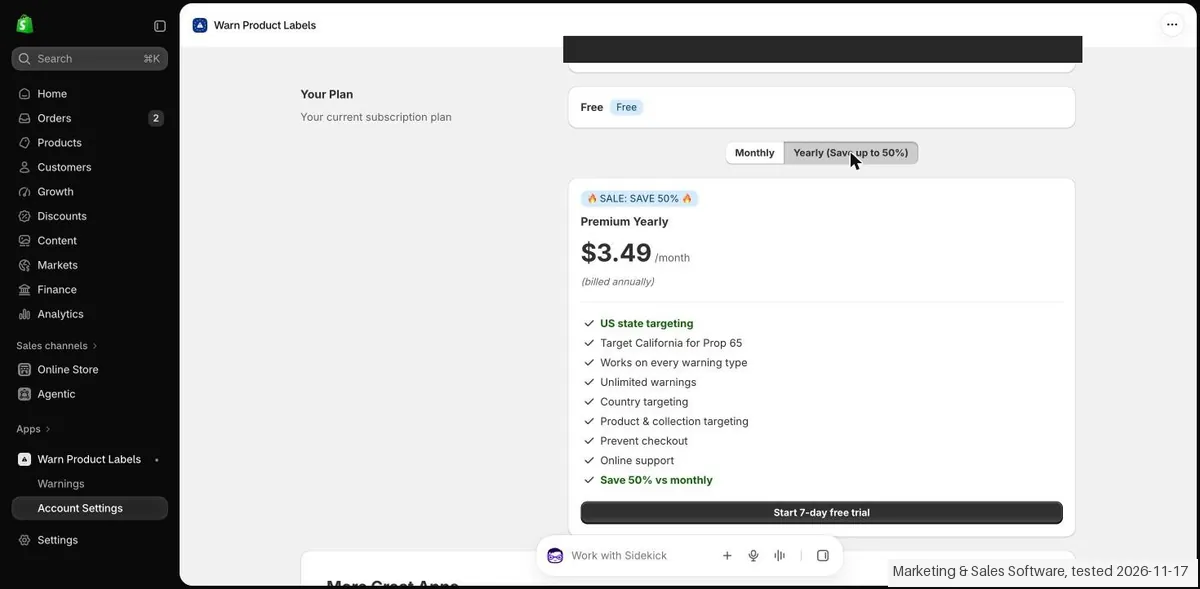 Warn Product Labels
Search ⌘K
Home
Orders 2
Products
Customers
Growth
Discounts
Content
Markets
Finance
Analytics
Sales channels
Online Store
Agentic
Apps
Warn Product Labels
Warnings
Account Settings
Settings
Your Plan
Your current subscription plan
Free Free
Monthly Yearly (Save up to 50%)
🔥 SALE: SAVE 50% 🔥
Premium Yearly
$3.49 /month
(billed annually)
US state targeting
Target California for Prop 65
Works on every warning type
Unlimited warnings
Country targeting
Product & collection targeting
Prevent checkout
Online support
Save 50% vs monthly
Start 7-day free trial
More Great Apps
Work with Sidekick
Marketing & Sales Software, tested 2026-11-17